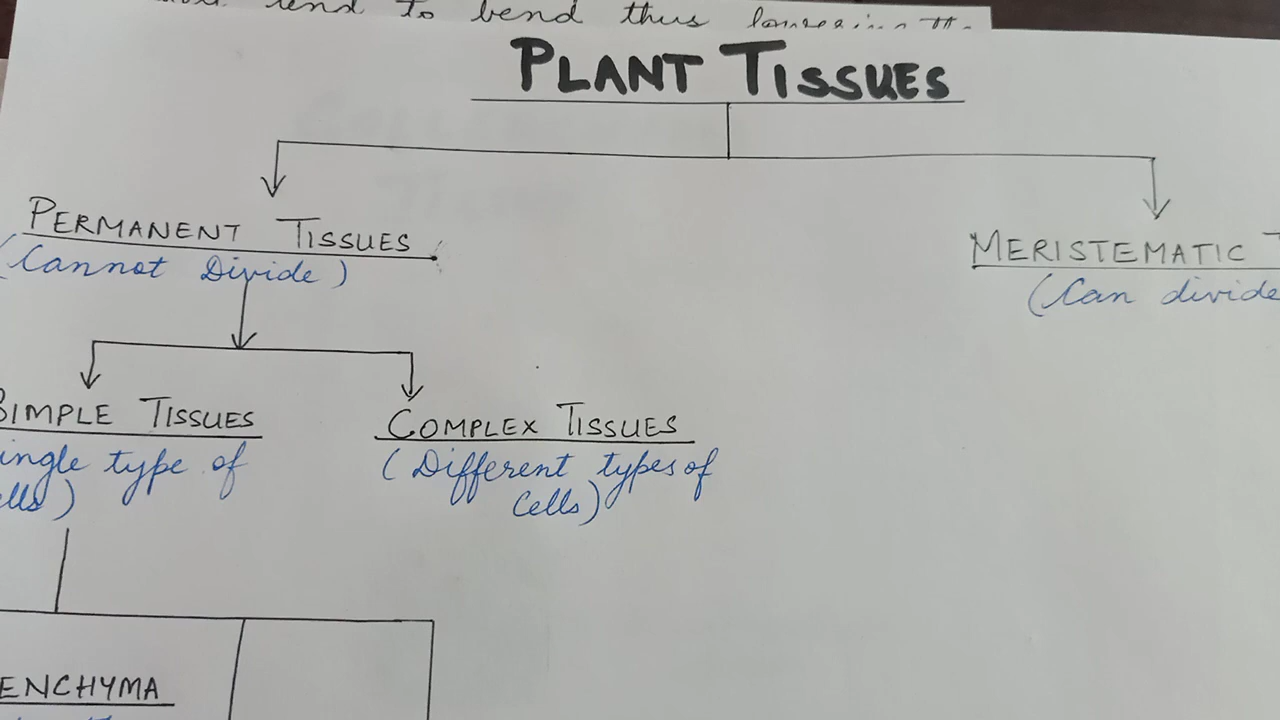 tend to bend thus
PLANT TISSUES
PERMANENT TISSUES
(Cannot Divide)
MERISTEMATIC T
(Can divide
SIMPLE TISSUES
COMPLEX TISSUES
ingle type of
ells)
(Different types of
Cells)
ENCHYMA